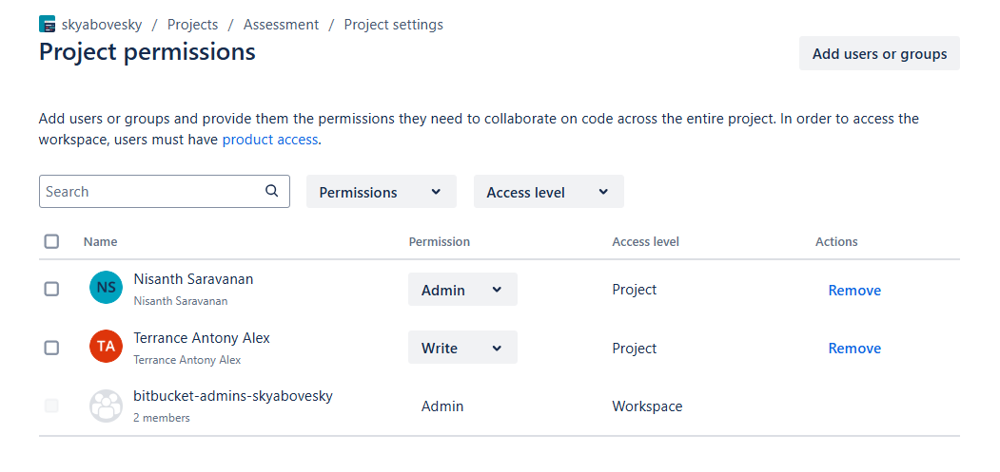 skyabovesky / Projects / Assessment / Project settings
Project permissions
Add users or groups
Add users or groups and provide them the permissions they need to collaborate on code across the entire project. In order to access the
workspace, users must have product access.
Search
Permissions
Access level
Name Permission Access level Actions
NS
Nisanth Saravanan
Nisanth Saravanan
Admin
Project
Remove
TA
Terrance Antony Alex
Terrance Antony Alex
Write
Project
Remove
bitbucket-admins-skyabovesky
2 members
Admin
Workspace